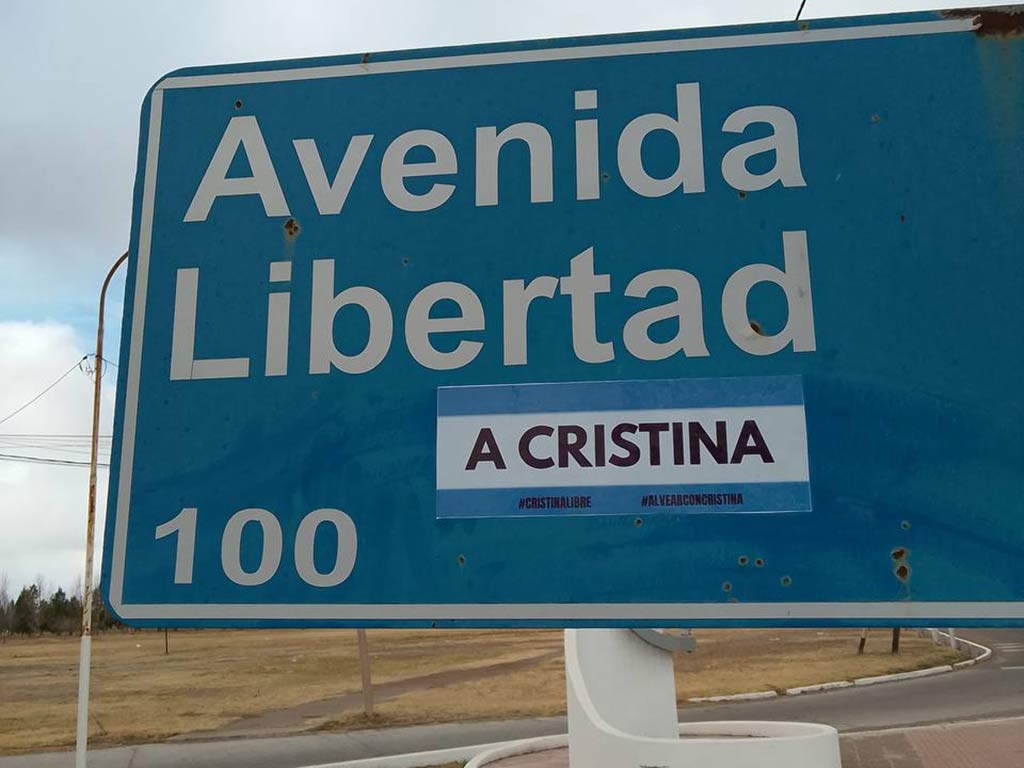 Avenida
Libertad
A CRISTINA
#CRISTINALIBRE #ALVEARCONCRISTINA
100